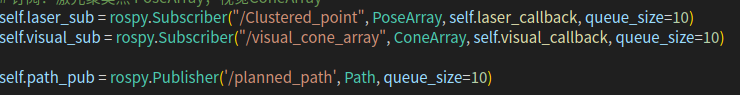 self.laser_sub = rospy.Subscriber("/Clustered_point", PoseArray, self.laser_callback, queue_size=10)
self.visual_sub = rospy.Subscriber("/visual_cone_array", ConeArray, self.visual_callback, queue_size=10)
self.path_pub = rospy.Publisher('/planned_path', Path, queue_size=10)